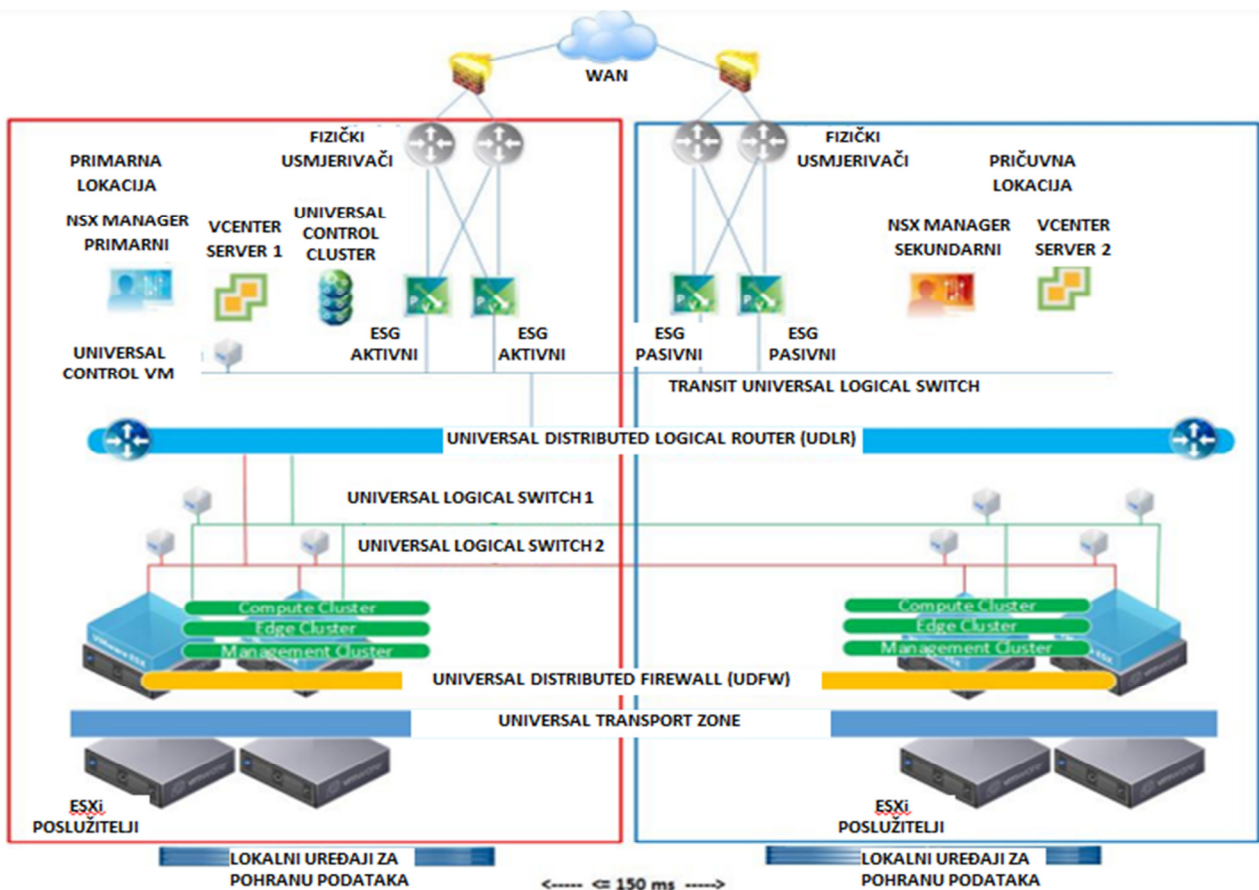 WAN
FIZIČKI
USMJERIVAČI
PRIMARNA
LOKACIJA
NSX MANAGER
PRIMARNI
VCENTER
SERVER 1
UNIVERSAL
CONTROL
CLUSTER
FIZIČKI
USMJERIVAČI
PRIČUVNA
LOKACIJA
NSX MANAGER
SEKUNDARNI
VCENTER
SERVER 2
ESG
AKTIVNI
ESG
AKTIVNI
ESG
PASIVNI
ESG
PASIVNI
UNIVERSAL
CONTROL VM
TRANSIT UNIVERSAL LOGICAL SWITCH
UNIVERSAL DISTRIBUTED LOGICAL ROUTER (UDLR)
UNIVERSAL LOGICAL SWITCH 1
UNIVERSAL LOGICAL SWITCH 2
Compute Cluster
Edge Cluster
Management Cluster
Compute Cluster
Edge Cluster
Management Cluster
UNIVERSAL DISTRIBUTED FIREWALL (UDFW)
UNIVERSAL TRANSPORT ZONE
ESXi
POSLUŽITELJI
ESXi
POSLUŽITELJI
LOKALNI UREĐAJI ZA
POHRANU PODATAKA
LOKALNI UREĐAJI ZA
POHRANU PODATAKA
<----- <= 150 ms ----->